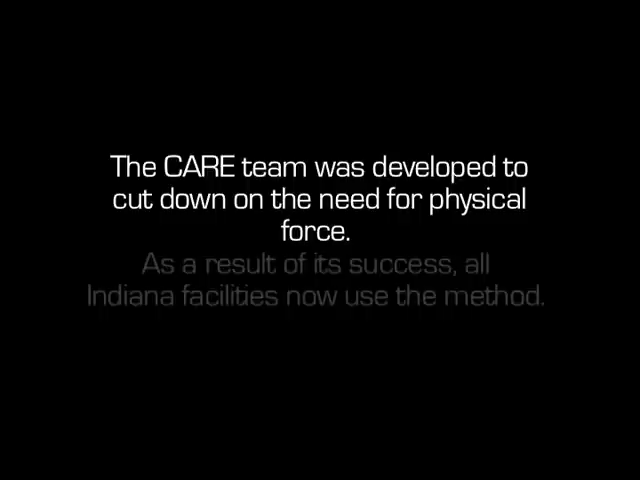 The CARE team was developed to
cut down on the need for physical
force.
As a result of its success, all
Indiana facilities now use the method.